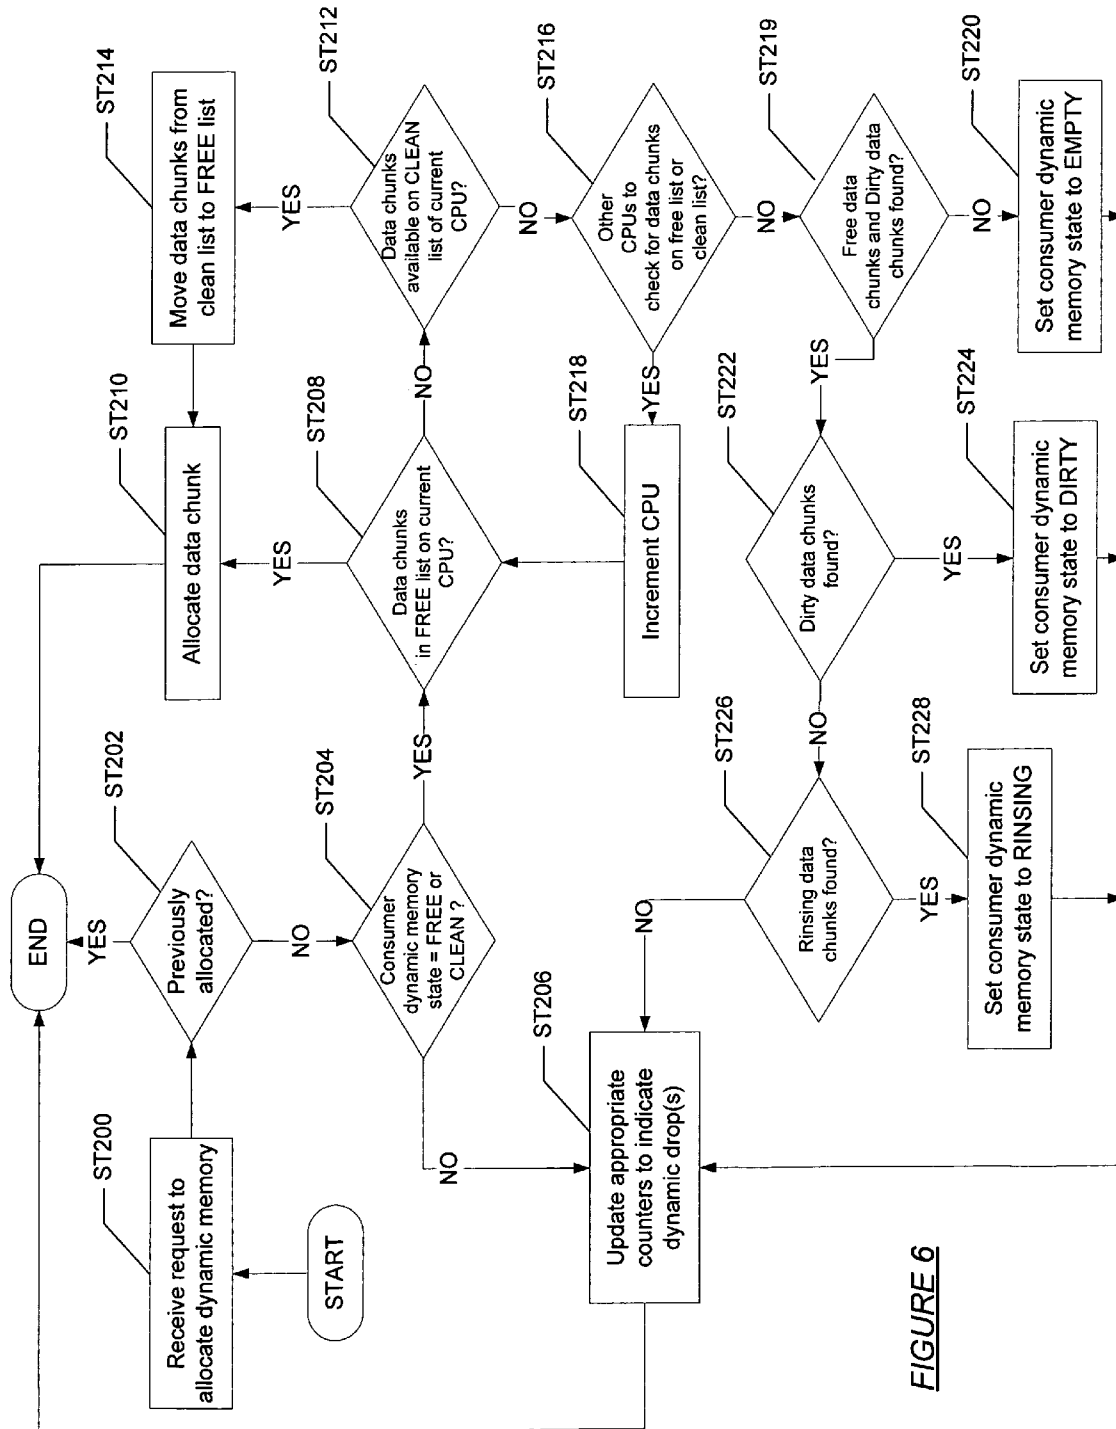 START
ST200
Receive request to
allocate dynamic memory
ST202
Previously
allocated?
YES
END
NO
ST204
Consumer
dynamic memory
state = FREE or
CLEAN ?
NO
YES
ST206
Update appropriate
counters to indicate
dynamic drop(s)
ST208
Data chunks
in FREE list on current
CPU?
YES
ST210
Allocate data chunk
NO
ST212
Data chunks
available on CLEAN
list of current
CPU?
YES
ST214
Move data chunks from
clean list to FREE list
NO
ST216
Other
CPUs to
check for data chunks
on free list or
clean list?
YES
ST218
Increment CPU
NO
ST219
Free data
chunks and Dirty data
chunks found?
NO
ST220
Set consumer dynamic
memory state to EMPTY
YES
ST222
Dirty data chunks
found?
YES
ST224
Set consumer dynamic
memory state to DIRTY
NO
ST226
Rinsing data
chunks found?
NO
YES
ST228
Set consumer dynamic
memory state to RINSING
FIGURE 6